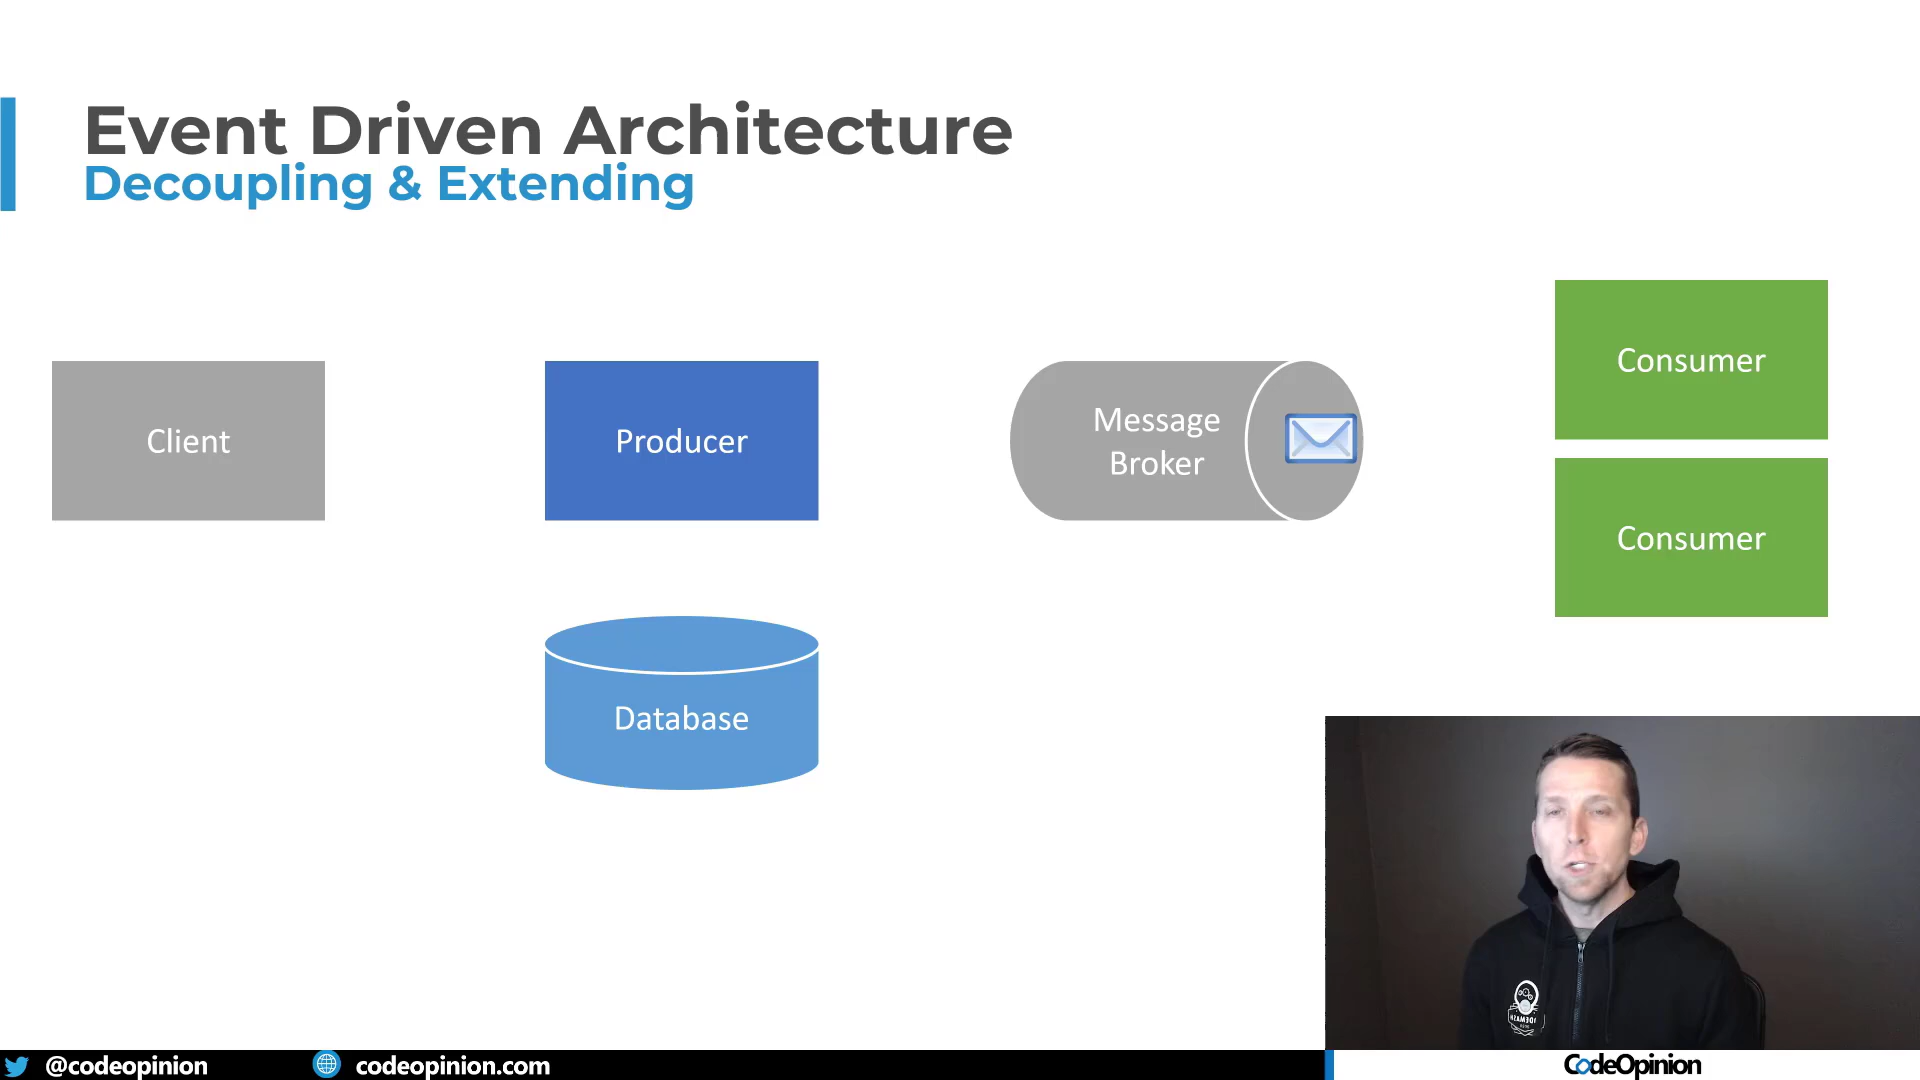 Event Driven Architecture
Decoupling & Extending
Client
Producer
Message
Broker
Consumer
Consumer
Database
@codeopinion
codeopinion.com
CodeOpinion